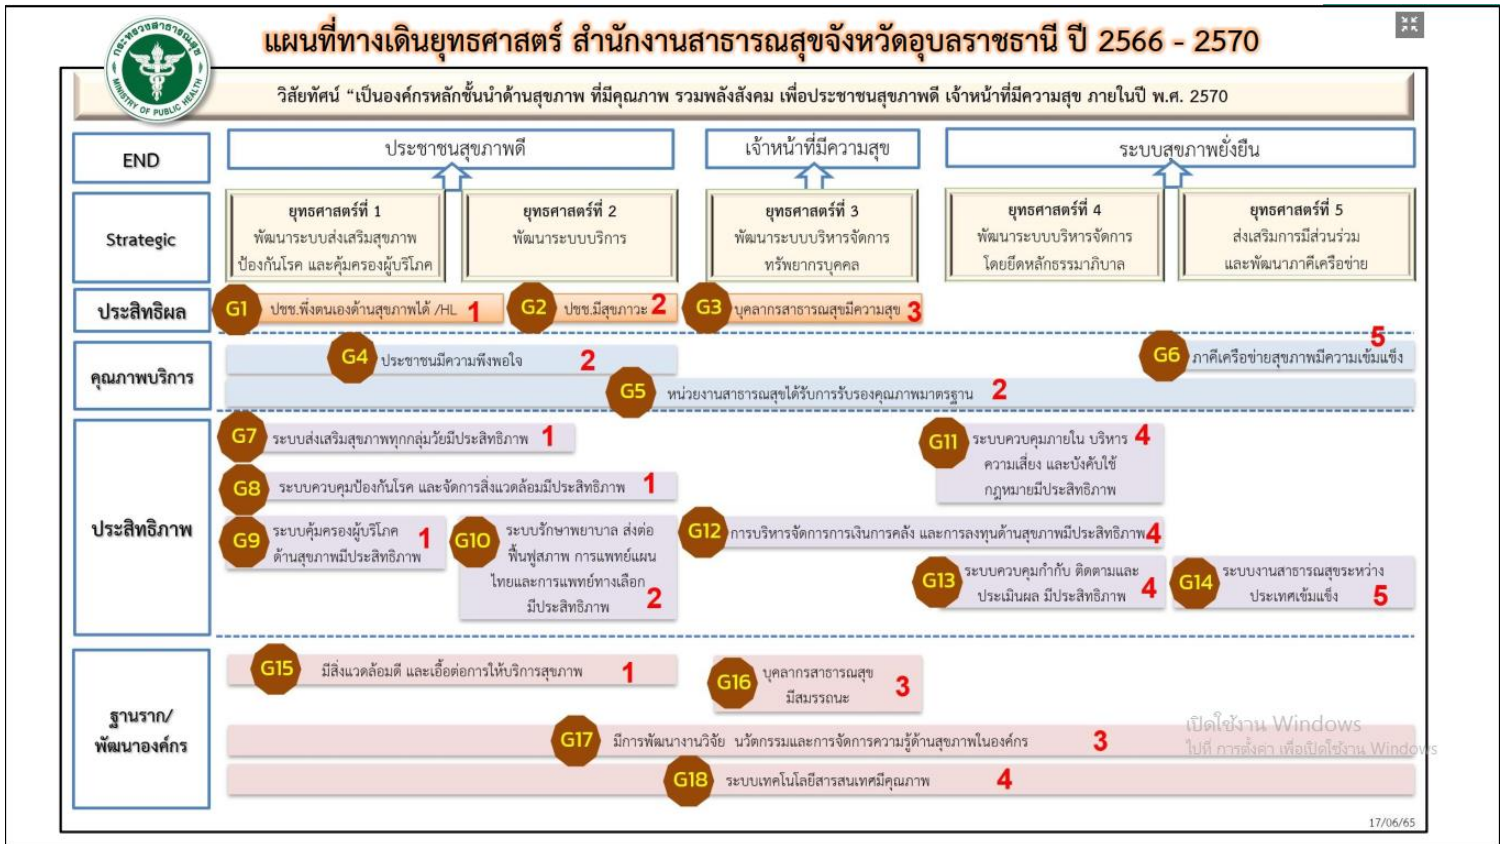 แผนที่ทางเดินยุทธศาสตร์ สำนักงานสาธารณสุขจังหวัดอุบลราชธานี ปี 2566 - 2570
กระทรวงสาธารณสุข
MINISTRY OF PUBLIC HEALTH
วิสัยทัศน์ “เป็นองค์กรหลักชั้นนำด้านสุขภาพ ที่มีคุณภาพ รวมพลังสังคม เพื่อประชาชนสุขภาพดี เจ้าหน้าที่มีความสุข ภายในปี พ.ศ. 2570
END
ประชาชนสุขภาพดี
เจ้าหน้าที่มีความสุข
ระบบสุขภาพยั่งยืน
Strategic
ยุทธศาสตร์ที่ 1
พัฒนาระบบส่งเสริมสุขภาพ
ป้องกันโรค และคุ้มครองผู้บริโภค
ยุทธศาสตร์ที่ 2
พัฒนาระบบบริการ
ยุทธศาสตร์ที่ 3
พัฒนาระบบบริหารจัดการ
ทรัพยากรบุคคล
ยุทธศาสตร์ที่ 4
พัฒนาระบบบริหารจัดการ
โดยยึดหลักธรรมาภิบาล
ยุทธศาสตร์ที่ 5
ส่งเสริมการมีส่วนร่วม
และพัฒนาภาคีเครือข่าย
ประสิทธิผล
G1 ปชช.พึ่งตนเองด้านสุขภาพได้ /HL 1
G2 ปชช.มีสุขภาวะ 2
G3 บุคลากรสาธารณสุขมีความสุข 3
คุณภาพบริการ
G4 ประชาชนมีความพึงพอใจ 2
G6 ภาคีเครือข่ายสุขภาพมีความเข้มแข็ง 5
G5 หน่วยงานสาธารณสุขได้รับการรับรองคุณภาพมาตรฐาน 2
ประสิทธิภาพ
G7 ระบบส่งเสริมสุขภาพทุกกลุ่มวัยมีประสิทธิภาพ 1
G11 ระบบควบคุมภายใน บริหาร 4
ความเสี่ยง และบังคับใช้
กฎหมายมีประสิทธิภาพ
G8 ระบบควบคุมป้องกันโรค และจัดการสิ่งแวดล้อมมีประสิทธิภาพ 1
G9 ระบบคุ้มครองผู้บริโภค 1
ด้านสุขภาพมีประสิทธิภาพ
G10 ระบบรักษาพยาบาล ส่งต่อ
ฟื้นฟูสภาพ การแพทย์แผน
ไทยและการแพทย์ทางเลือก
มีประสิทธิภาพ 2
G12 การบริหารจัดการการเงินการคลัง และการลงทุนด้านสุขภาพมีประสิทธิภาพ 4
G13 ระบบควบคุมกำกับ ติดตามและ
ประเมินผล มีประสิทธิภาพ 4
G14 ระบบงานสาธารณสุขระหว่าง
ประเทศเข้มแข็ง 5
ฐานราก/
พัฒนาองค์กร
G15 มีสิ่งแวดล้อมดี และเอื้อต่อการให้บริการสุขภาพ 1
G16 บุคลากรสาธารณสุข
มีสมรรถนะ 3
G17 มีการพัฒนางานวิจัย นวัตกรรมและการจัดการความรู้ด้านสุขภาพในองค์กร 3
G18 ระบบเทคโนโลยีสารสนเทศมีคุณภาพ 4
เปิดใช้งาน Windows
ไปที่ การตั้งค่า เพื่อเปิดใช้งาน Windows
17/06/65